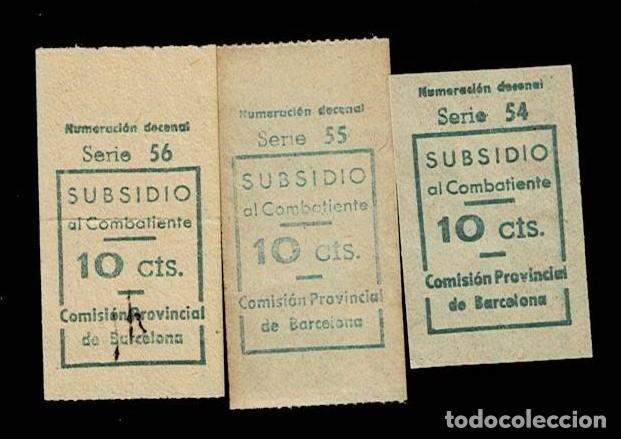 Numeración decenal
Serie 56
SUBSIDIO
al Combatiente
10 cts.
Comisión Provincial
de Barcelona
Numeración decenal
Serie 55
SUBSIDIO
al Combatiente
10 cts.
Comisión Provincial
de Barcelona
Numeración decenal
Serie 54
SUBSIDIO
al Combatiente
10 cts.
Comisión Provincial
de Barcelona
todocoleccion.net